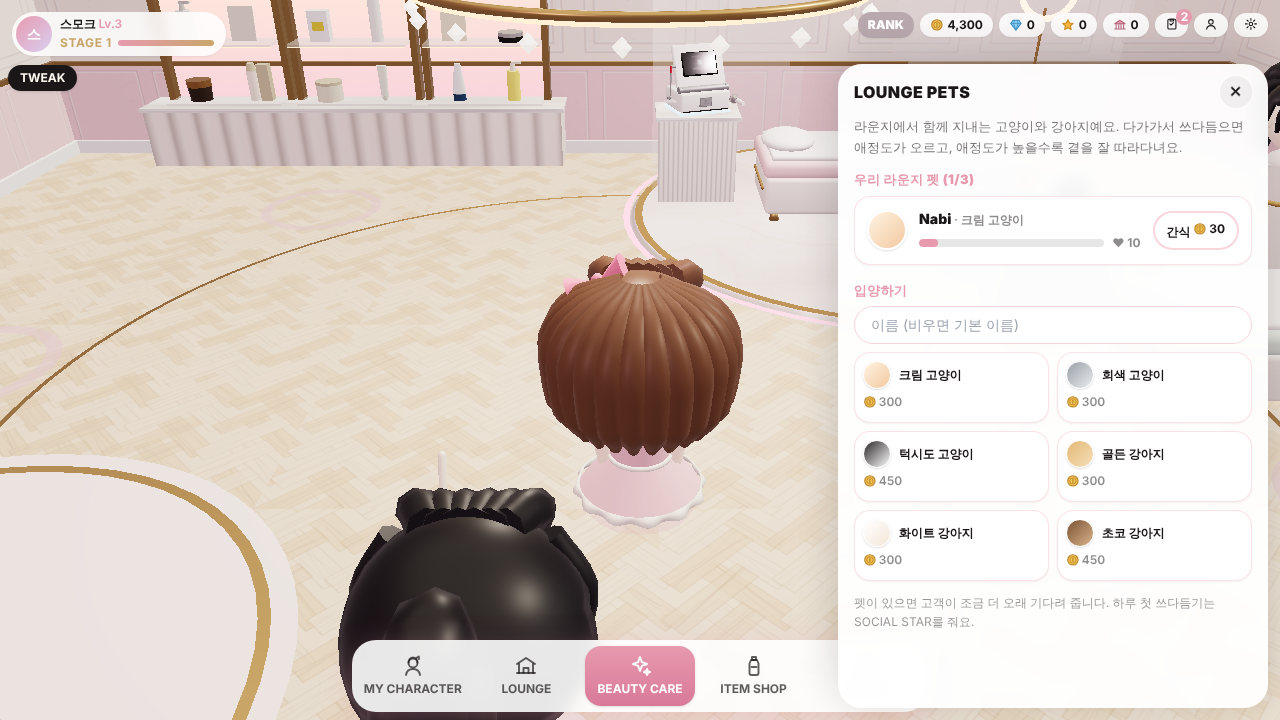 스
스모크 Lv.3
STAGE 1
RANK
4,300
0
0
0
2
TWEAK
LOUNGE PETS
라운지에서 함께 지내는 고양이와 강아지예요. 다가가서 쓰다듬으면
애정도가 오르고, 애정도가 높을수록 곁을 잘 따라다녀요.
우리 라운지 펫 (1/3)
Nabi · 크림 고양이
10
간식 30
입양하기
이름 (비우면 기본 이름)
크림 고양이
300
회색 고양이
300
턱시도 고양이
450
골든 강아지
300
화이트 강아지
300
초코 강아지
450
펫이 있으면 고객이 조금 더 오래 기다려 줍니다. 하루 첫 쓰다듬기는
SOCIAL STAR를 줘요.
MY CHARACTER
LOUNGE
BEAUTY CARE
ITEM SHOP